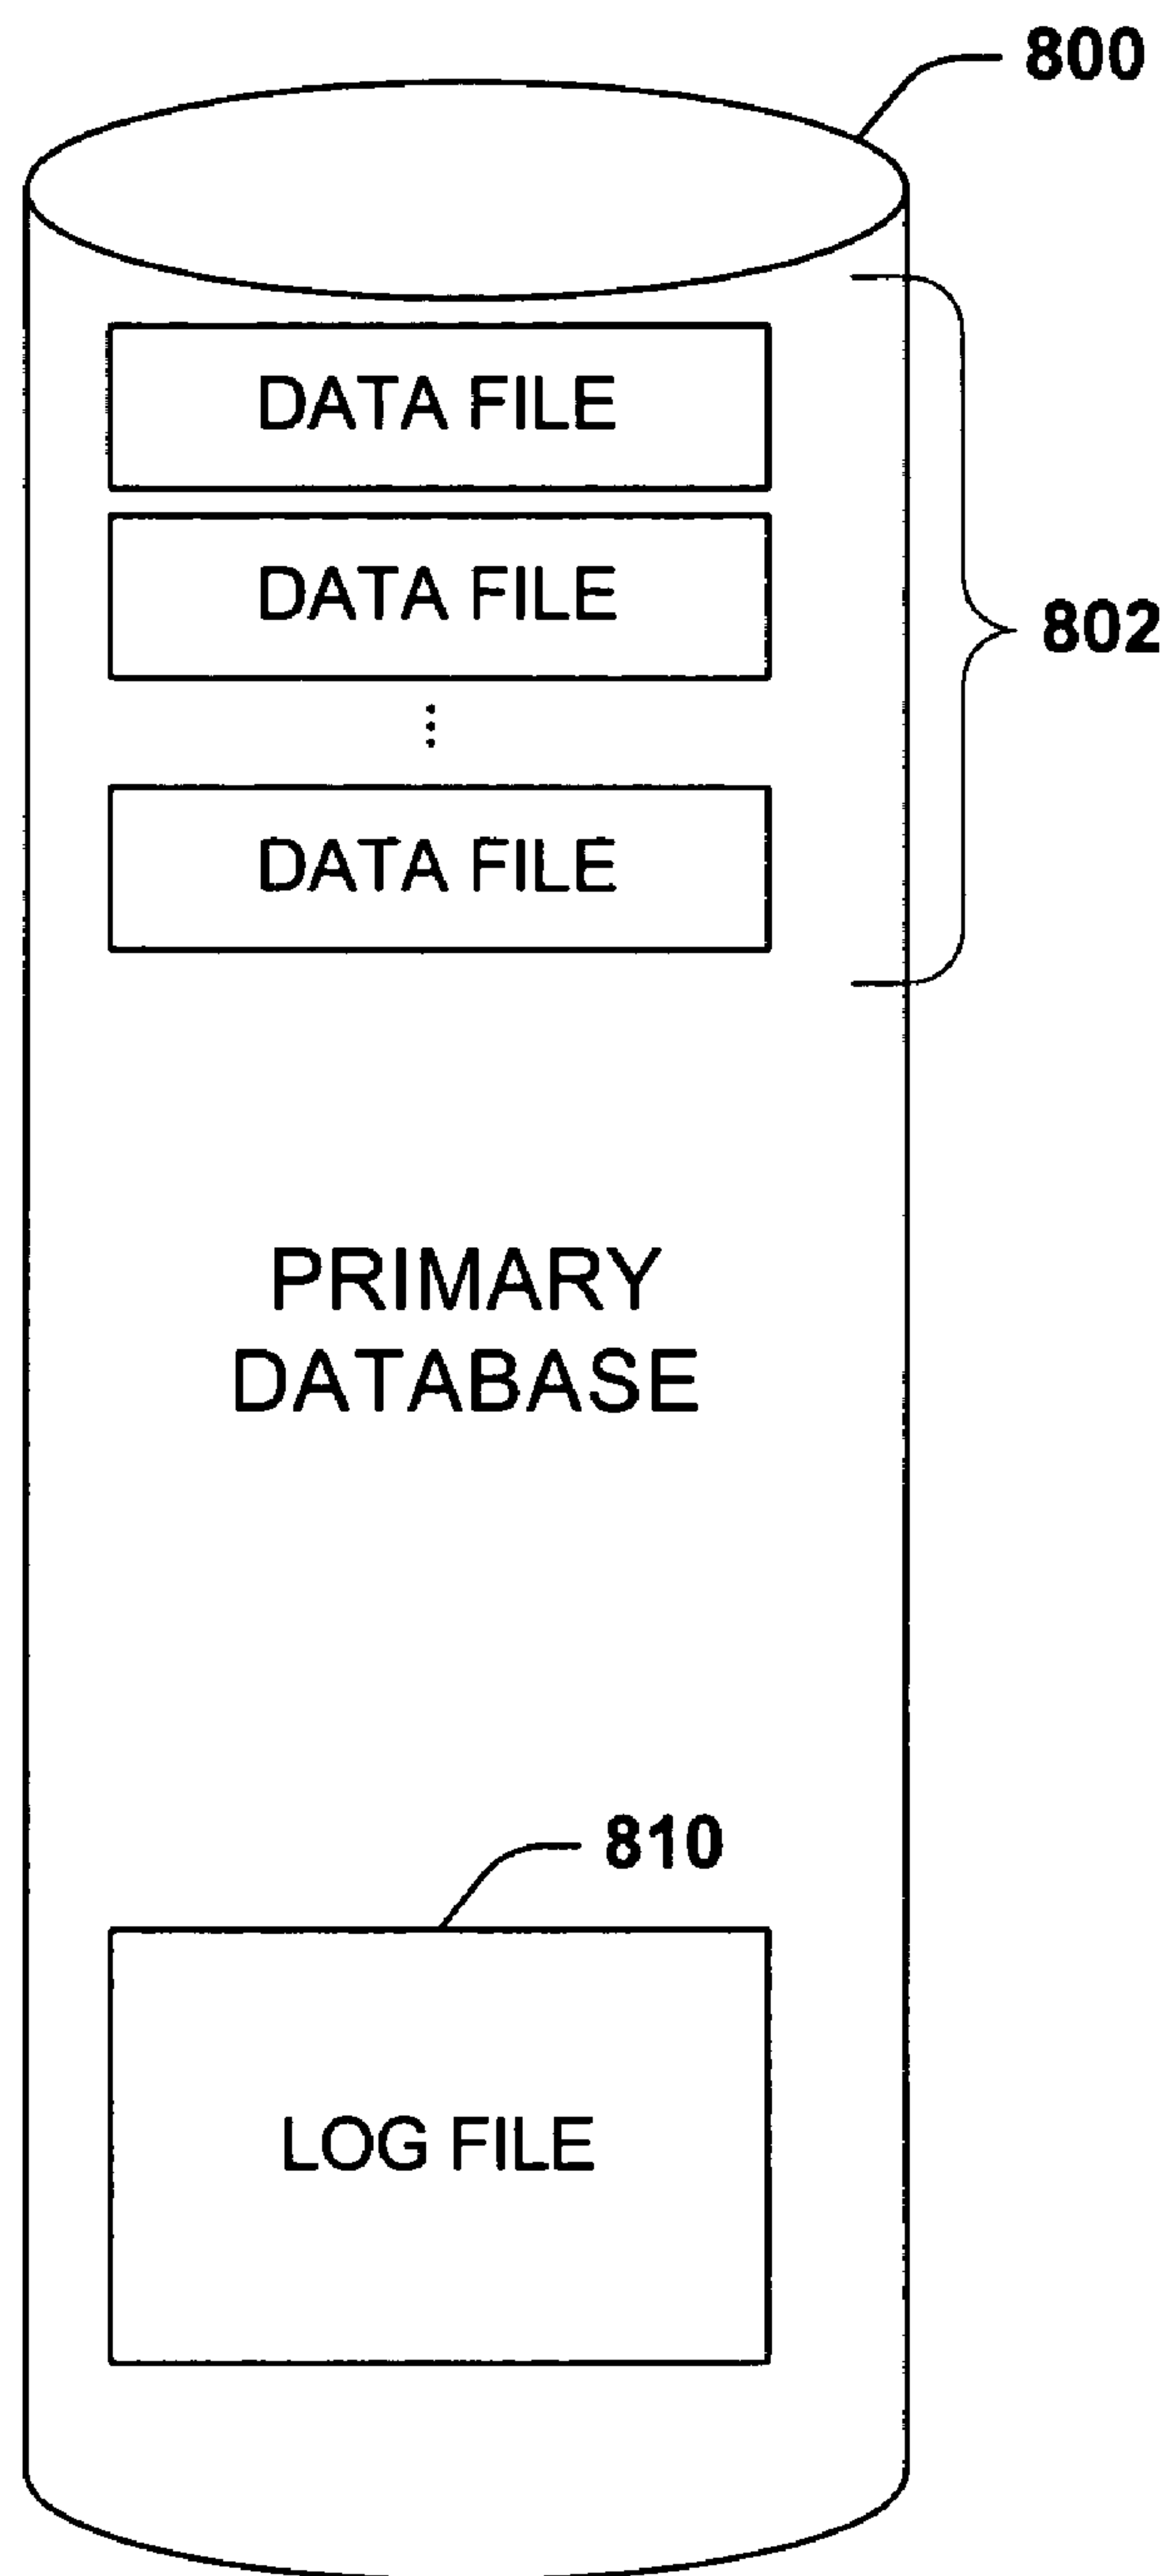 800
DATA FILE
DATA FILE
802
DATA FILE
PRIMARY
DATABASE
810
LOG FILE